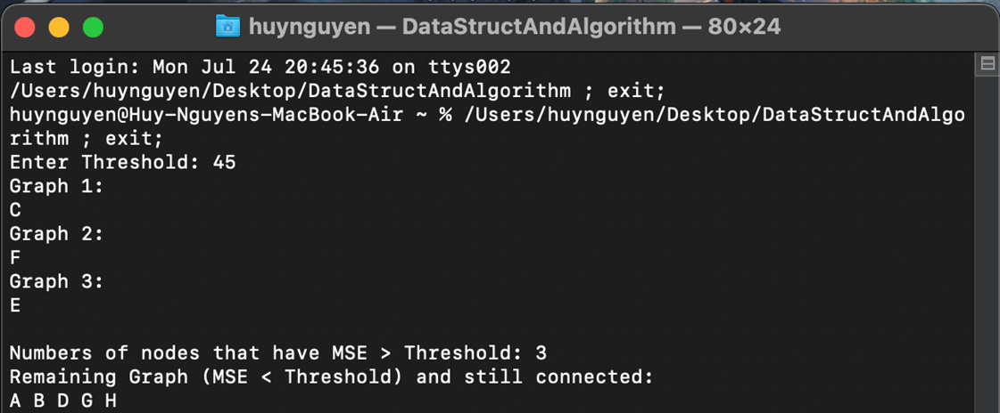 huynguyen — DataStructAndAlgorithm — 80×24
Last login: Mon Jul 24 20:45:36 on ttys002
/Users/huynguyen/Desktop/DataStructAndAlgorithm ; exit;
huynguyen@Huy-Nguyens-MacBook-Air ~ % /Users/huynguyen/Desktop/DataStructAndAlgo
rithm ; exit;
Enter Threshold: 45
Graph 1:
C
Graph 2:
F
Graph 3:
E
Numbers of nodes that have MSE > Threshold: 3
Remaining Graph (MSE < Threshold) and still connected:
A B D G H